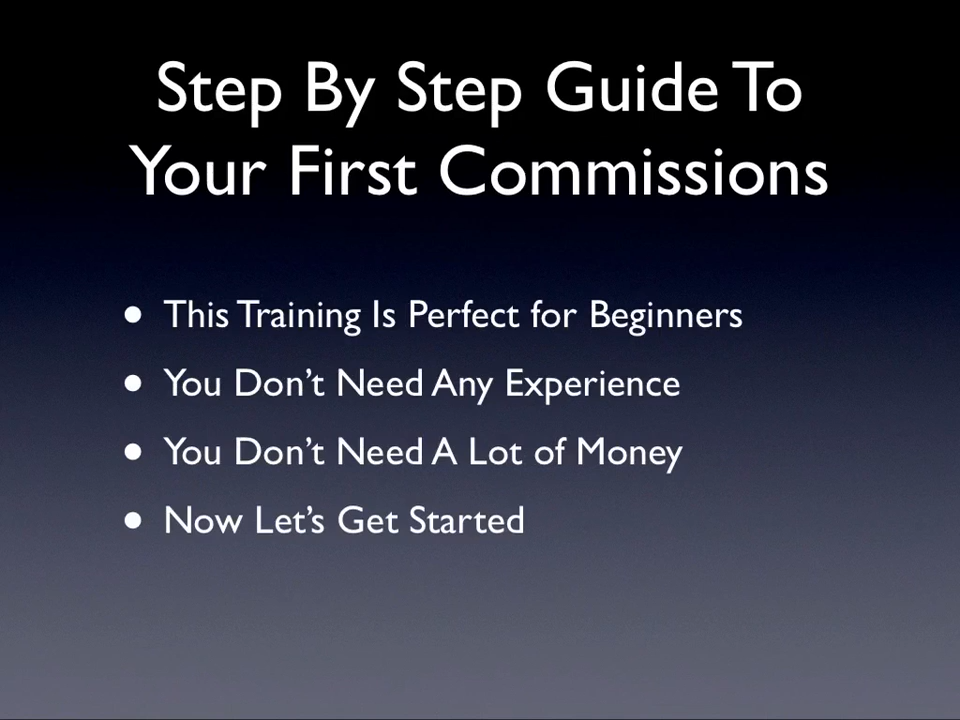 Step By Step Guide To
Your First Commissions
• This Training Is Perfect for Beginners
• You Don't Need Any Experience
• You Don't Need A Lot of Money
• Now Let's Get Started